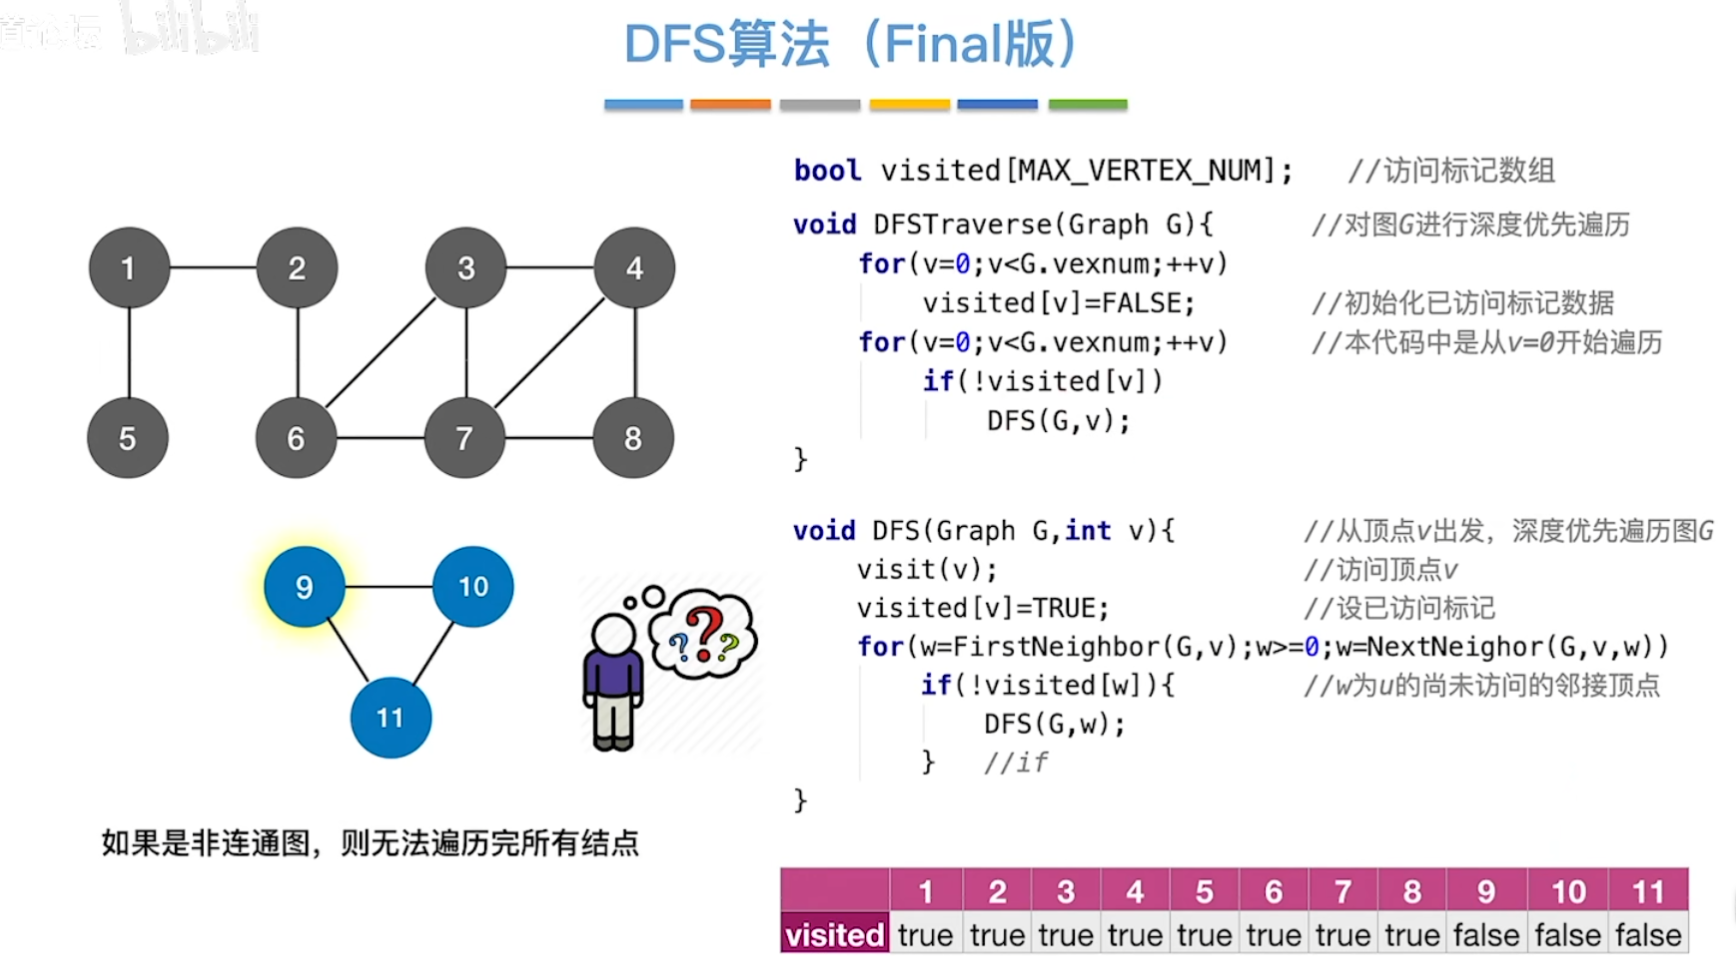 bilibili
DFS算法（Final版）
bool visited[MAX_VERTEX_NUM]; //访问标记数组
void DFSTraverse(Graph G){ //对图G进行深度优先遍历
for(v=0;v<G.vexnum;++v)
visited[v]=FALSE; //初始化已访问标记数据
for(v=0;v<G.vexnum;++v) //本代码中是从v=0开始遍历
if(!visited[v])
DFS(G,v);
}
void DFS(Graph G,int v){ //从顶点v出发，深度优先遍历图G
visit(v); //访问顶点v
visited[v]=TRUE; //设已访问标记
for(w=FirstNeighbor(G,v);w>=0;w=NextNeighor(G,v,w))
if(!visited[w]){ //w为u的尚未访问的邻接顶点
DFS(G,w);
} //if
}
1 2 3 4
5 6 7 8
9 10
11
? ? ?
如果是非连通图，则无法遍历完所有结点
1 2 3 4 5 6 7 8 9 10 11
visited true true true true true true true true false false false